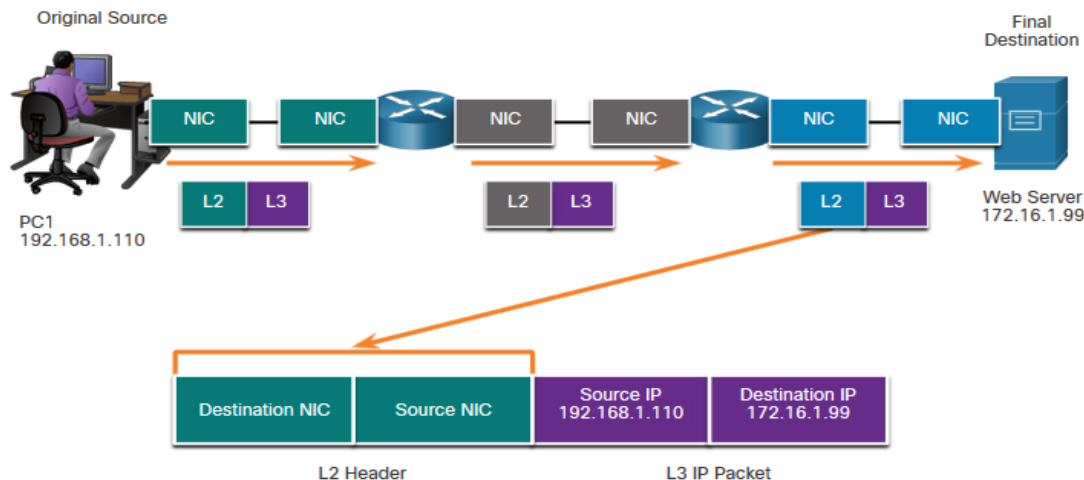 Original Source
Final
Destination
NIC
NIC
NIC
NIC
NIC
NIC
L2 L3
L2 L3
L2 L3
PC1
192.168.1.110
Web Server
172.16.1.99
Destination NIC
Source NIC
Source IP
192.168.1.110
Destination IP
172.16.1.99
L2 Header
L3 IP Packet